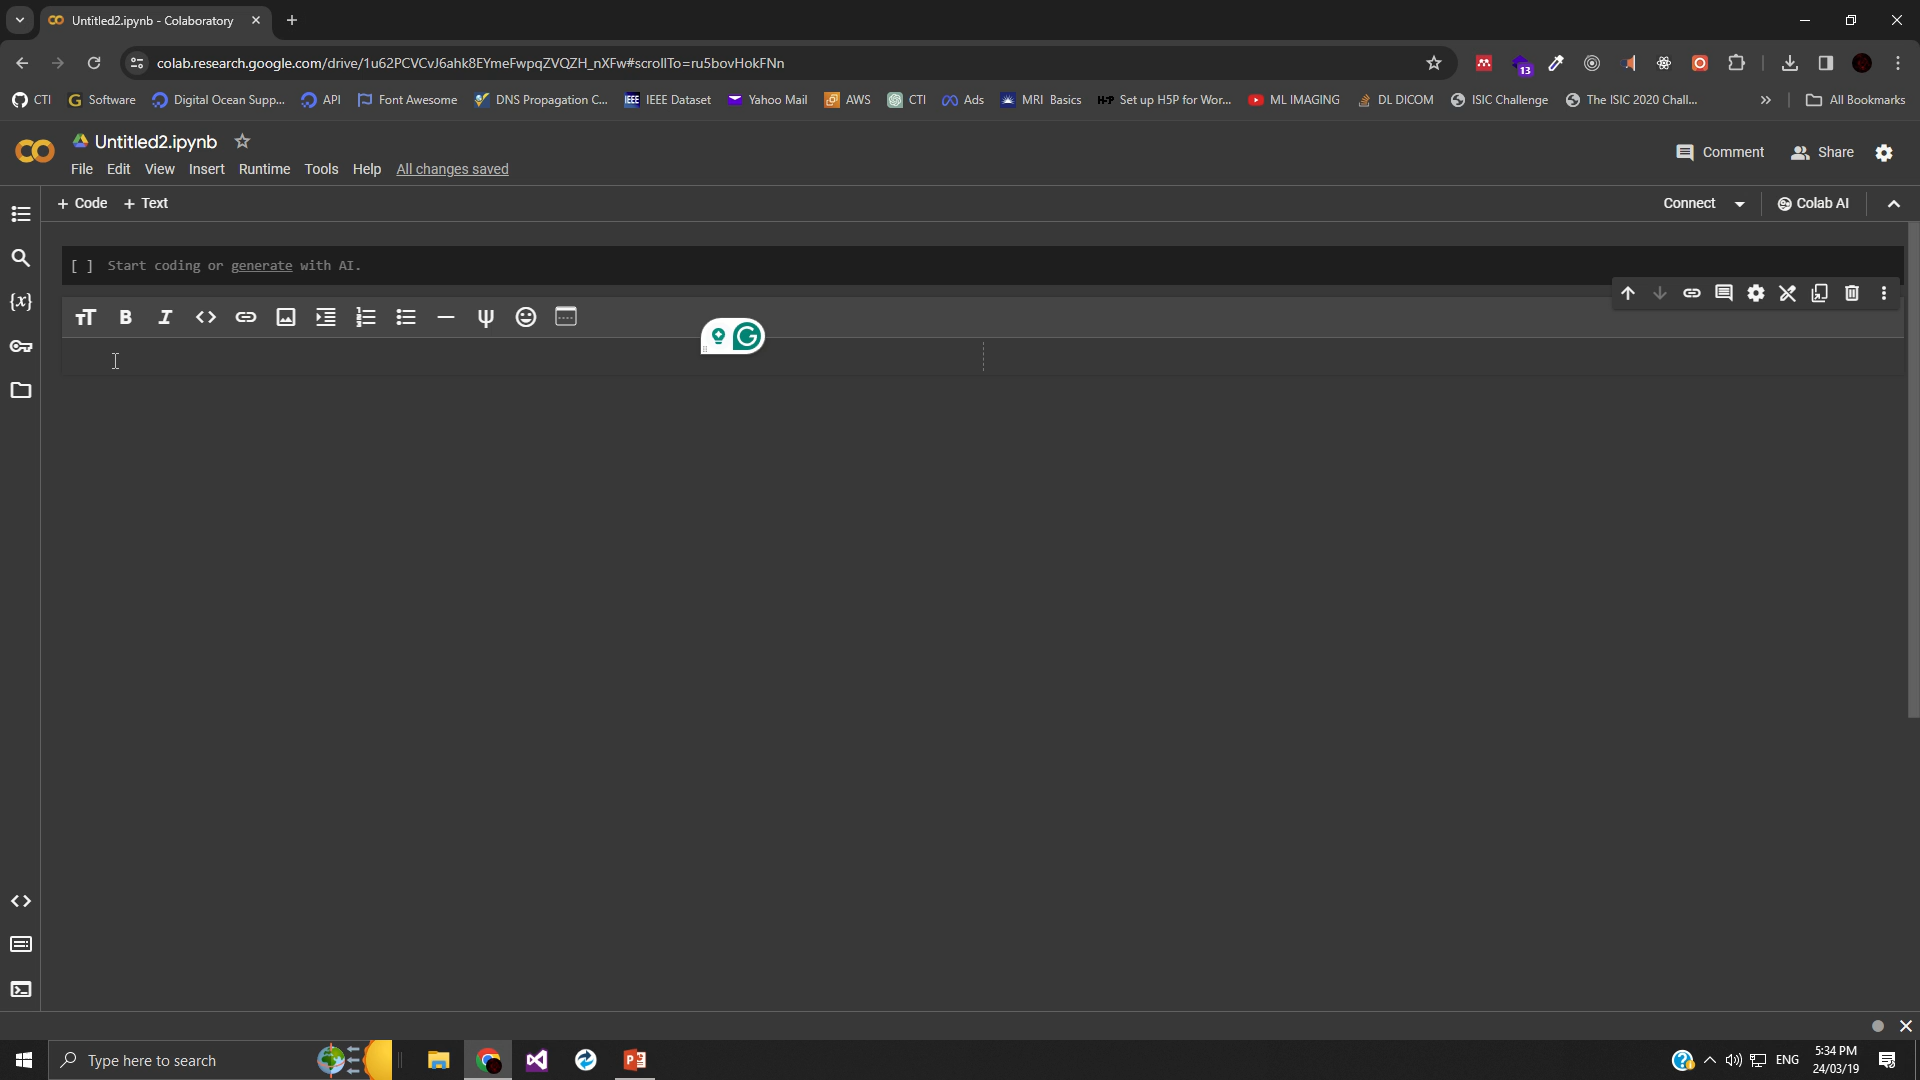 Untitled2.ipynb - Colaboratory
colab.research.google.com/drive/1u62PCVCvJ6ahk8EYmeFwpqZVQZH_nXFw#scrollTo=ru5bovHokFNn
13
CTI Software Digital Ocean Supp... API Font Awesome DNS Propagation C... IEEE IEEE Dataset Yahoo Mail AWS CTI Ads MRI Basics H-P Set up H5P for Wor... ML IMAGING DL DICOM ISIC Challenge The ISIC 2020 Chall... » All Bookmarks
Untitled2.ipynb
Comment Share
File Edit View Insert Runtime Tools Help All changes saved
+ Code + Text Connect Colab AI
[ ] Start coding or generate with AI.
Type here to search
ENG
5:34 PM
24/03/19